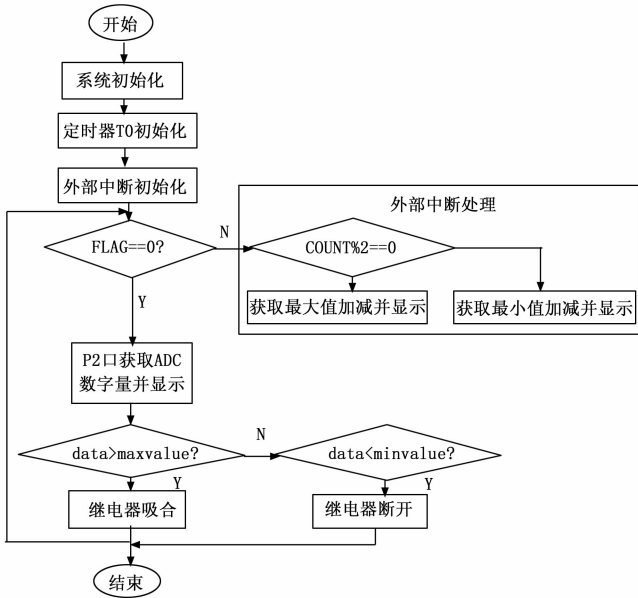 开始
系统初始化
定时器T0初始化
外部中断初始化
外部中断处理
FLAG==0?
N
COUNT%2==0
Y
获取最大值加减并显示
获取最小值加减并显示
P2口获取ADC
数字量并显示
data>maxvalue?
N
data<minvalue?
Y
Y
继电器吸合
继电器断开
结束